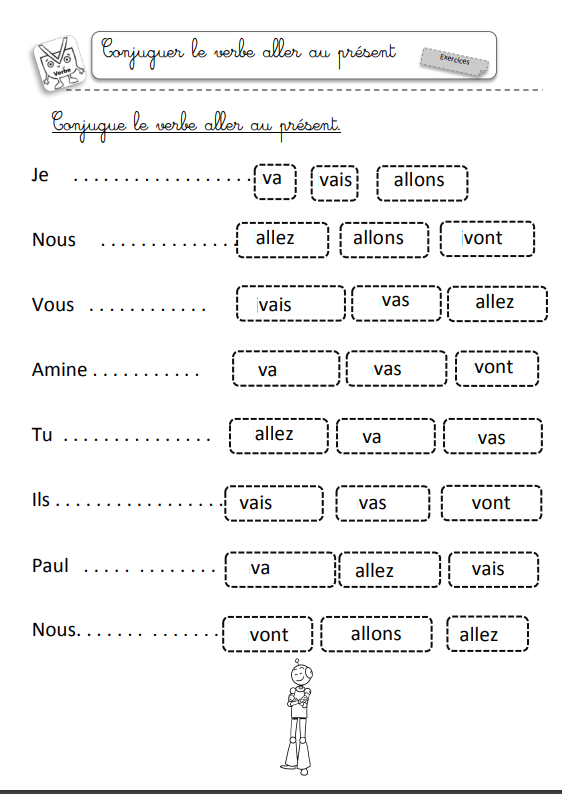 Verbe
Conjuguer le verbe aller au présent
Exercices
Conjugue le verbe aller au présent.
Je . . . . . . . . . . . . . . . . . . va vais allons
Nous . . . . . . . . . . . . . allez allons vont
Vous . . . . . . . . . . . . vais vas allez
Amine . . . . . . . . . . . va vas vont
Tu . . . . . . . . . . . . . . . allez va vas
Ils . . . . . . . . . . . . . . . . . vais vas vont
Paul . . . . . . . . . . . . . va allez vais
Nous. . . . . . . . . . . . . . vont allons allez